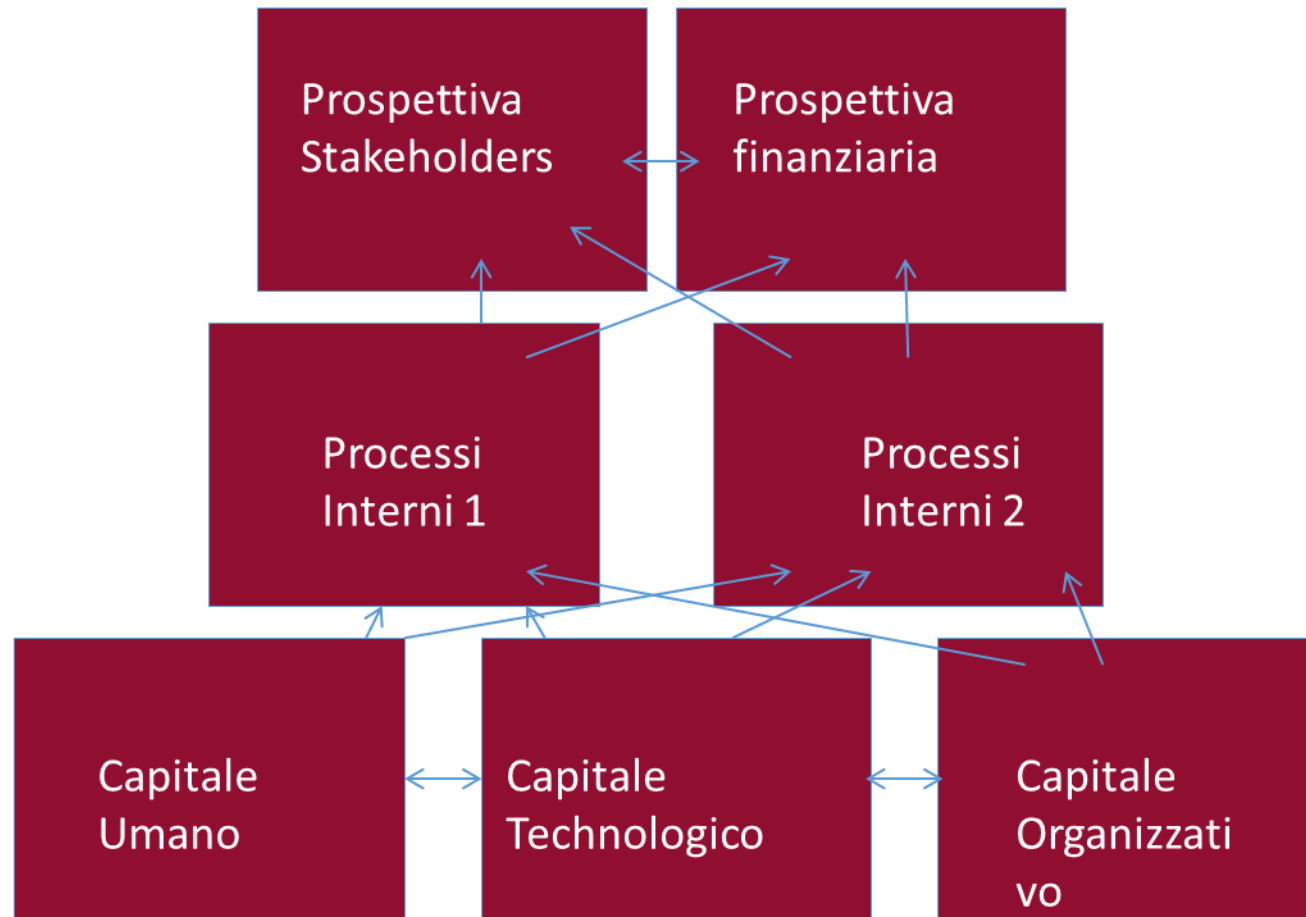 Prospettiva
Stakeholders
Prospettiva
finanziaria
Processi
Interni 1
Processi
Interni 2
Capitale
Umano
Capitale
Technologico
Capitale
Organizzati
vo